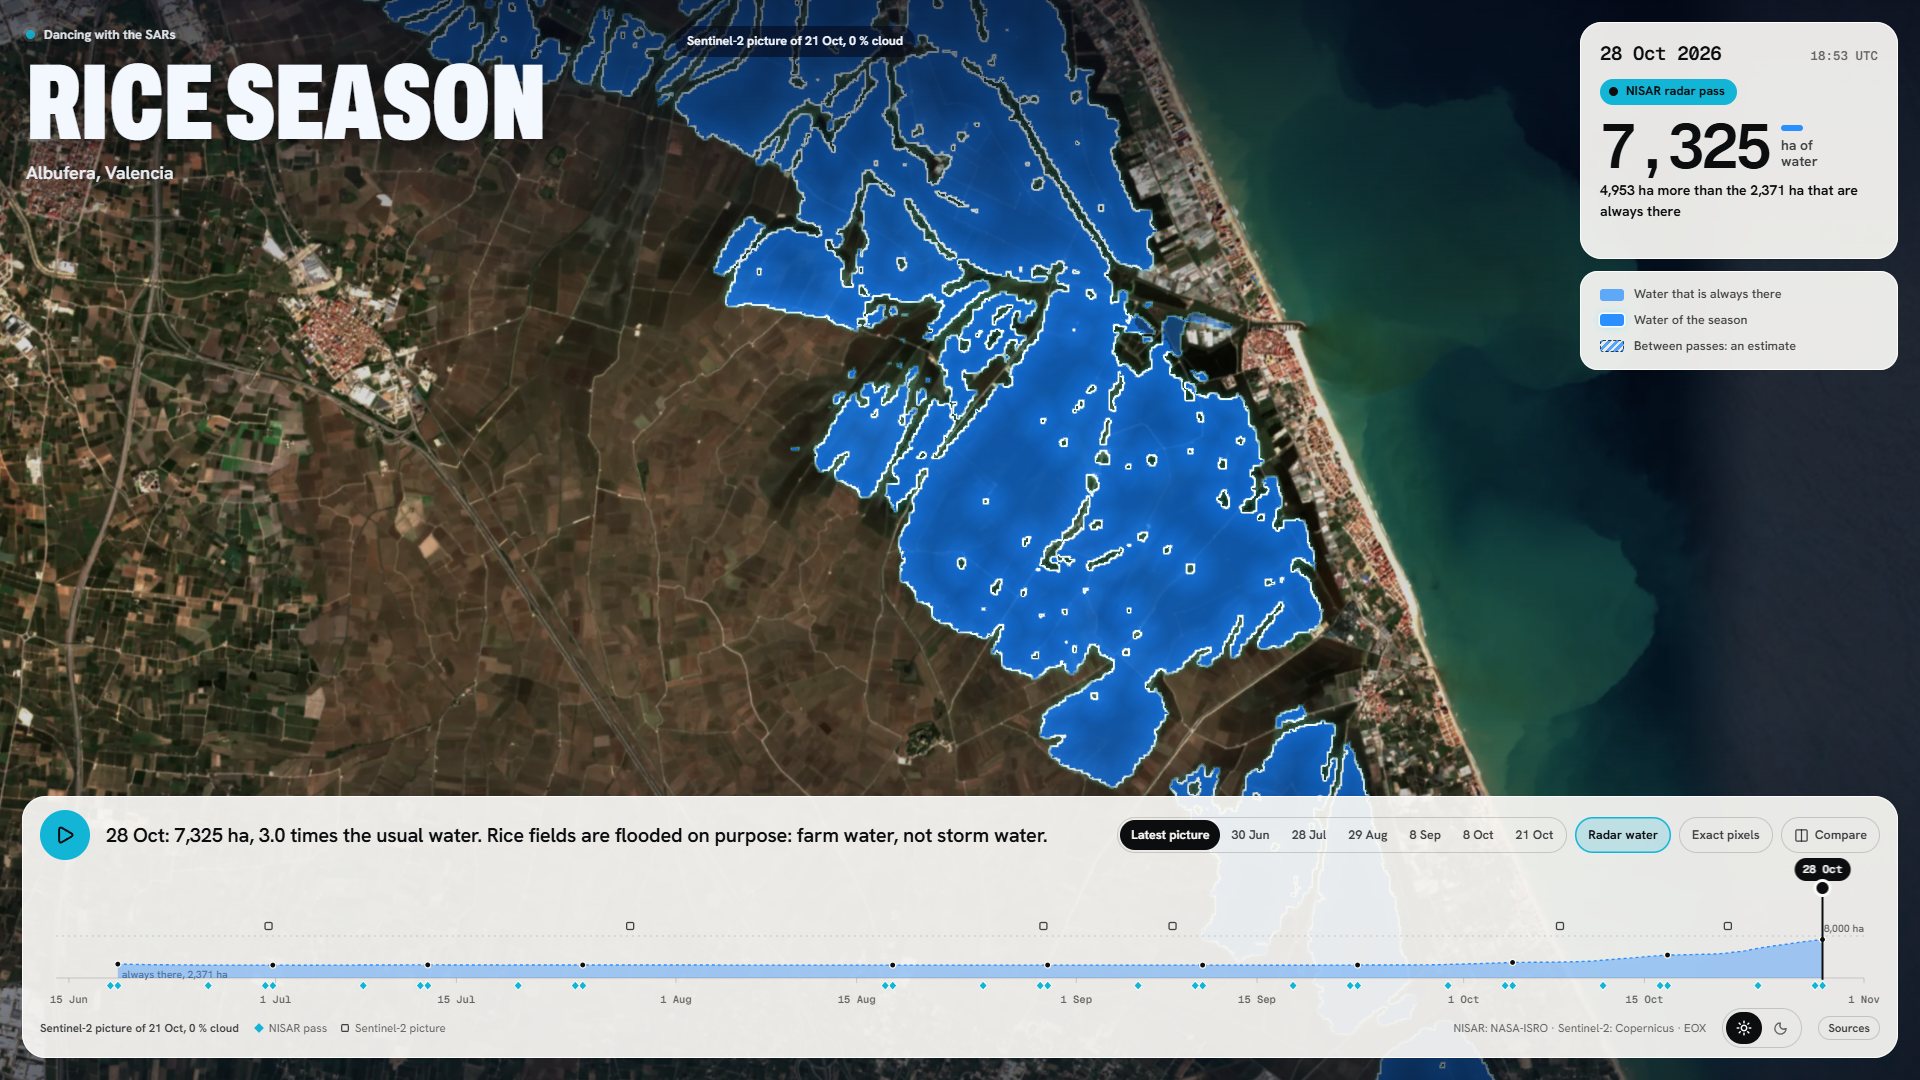 Dancing with the SARs
RICE SEASON
Albufera, Valencia
Sentinel-2 picture of 21 Oct, 0 % cloud
28 Oct 2026
18:53 UTC
NISAR radar pass
7,325
ha of
water
4,953 ha more than the 2,371 ha that are
always there
Water that is always there
Water of the season
Between passes: an estimate
28 Oct: 7,325 ha, 3.0 times the usual water. Rice fields are flooded on purpose: farm water, not storm water.
Latest picture
30 Jun
28 Jul
29 Aug
8 Sep
8 Oct
21 Oct
Radar water
Exact pixels
Compare
28 Oct
8,000 ha
always there, 2,371 ha
15 Jun
1 Jul
15 Jul
1 Aug
15 Aug
1 Sep
15 Sep
1 Oct
15 Oct
1 Nov
Sentinel-2 picture of 21 Oct, 0 % cloud
NISAR pass
Sentinel-2 picture
NISAR: NASA-ISRO · Sentinel-2: Copernicus · EOX
Sources